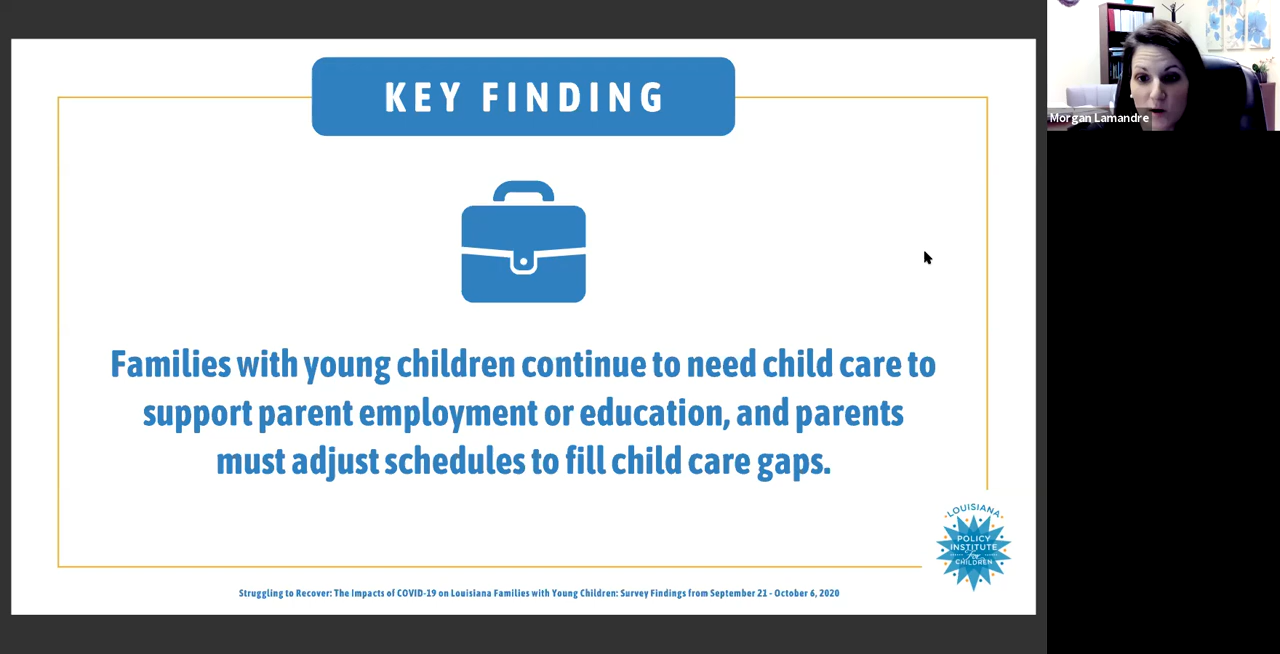 KEY FINDING
Morgan Lamandre
Families with young children continue to need child care to
support parent employment or education, and parents
must adjust schedules to fill child care gaps.
LOUISIANA
POLICY
INSTITUTE
For
CHILDREN
Struggling to Recover: The Impacts of COVID-19 on Louisiana Families with Young Children: Survey Findings from September 21 - October 6, 2020